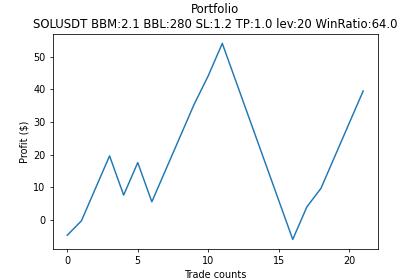 Portfolio
SOLUSDT BBM:2.1 BBL:280 SL:1.2 TP:1.0 lev:20 WinRatio:64.0
Profit ($)
50
40
30
20
10
0
0 5 10 15 20
Trade counts